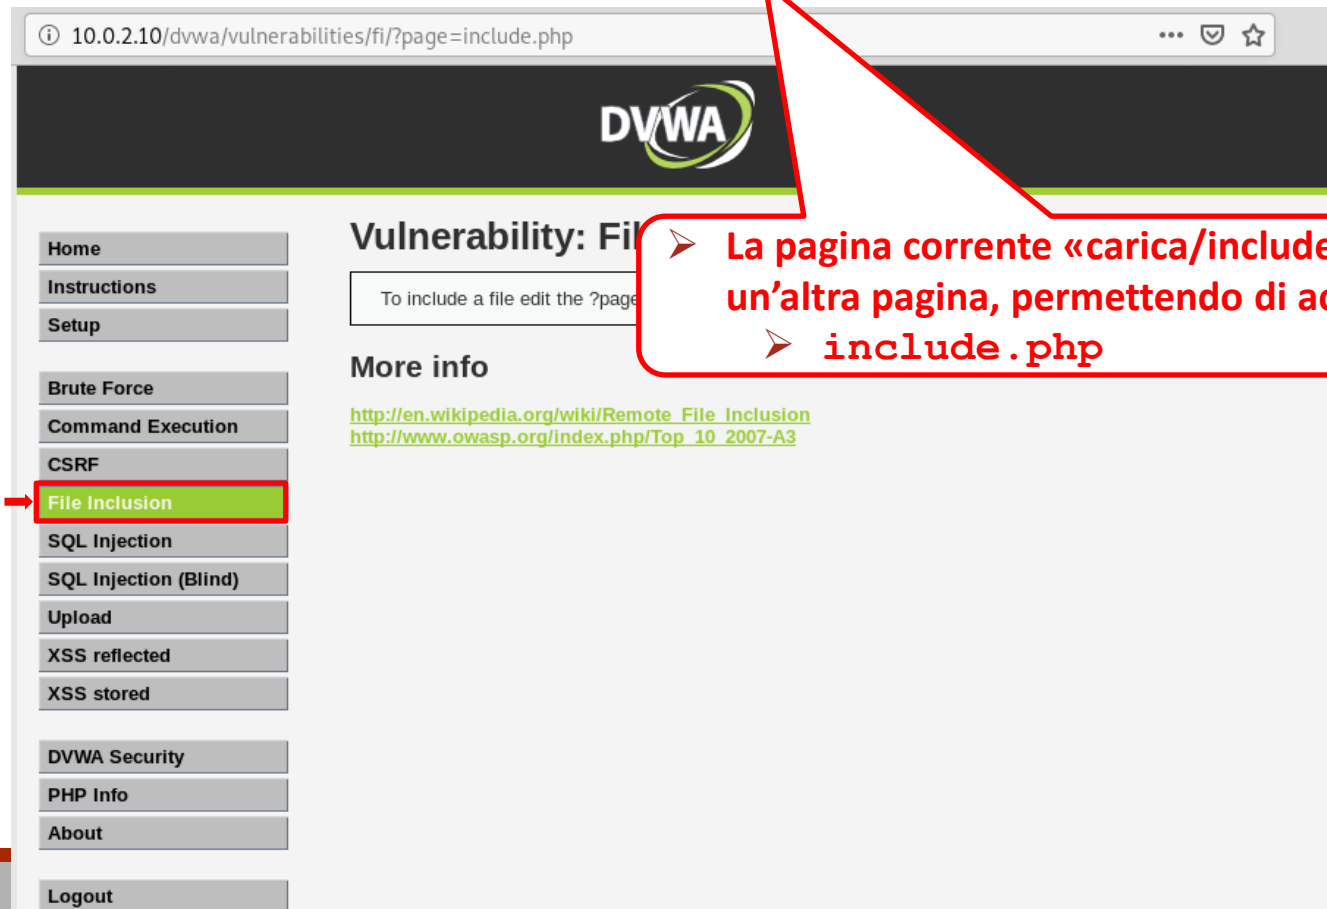 10.0.2.10/dvwa/vulnerabilities/fi/?page=include.php
DVWA
Home
Instructions
Setup
Brute Force
Command Execution
CSRF
File Inclusion
SQL Injection
SQL Injection (Blind)
Upload
XSS reflected
XSS stored
DVWA Security
PHP Info
About
Logout
Vulnerability: Fil
To include a file edit the ?page
More info
http://en.wikipedia.org/wiki/Remote_File_Inclusion
http://www.owasp.org/index.php/Top_10_2007-A3
➢ La pagina corrente «carica/include
un’altra pagina, permettendo di
➢ include.php